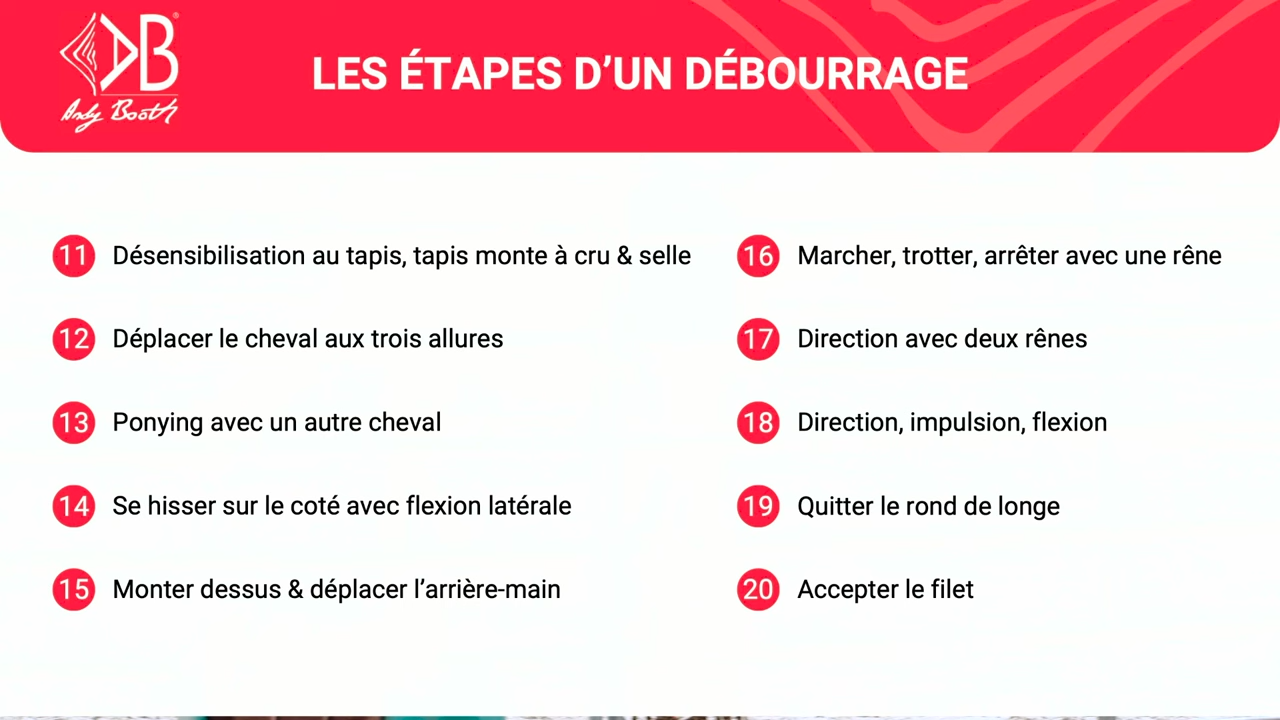 DB
Andy Booth
LES ÉTAPES D’UN DÉBOURRAGE
11 Désensibilisation au tapis, tapis monte à cru & selle
12 Déplacer le cheval aux trois allures
13 Ponying avec un autre cheval
14 Se hisser sur le coté avec flexion latérale
15 Monter dessus & déplacer l’arrière-main
16 Marcher, trotter, arrêter avec une rêne
17 Direction avec deux rênes
18 Direction, impulsion, flexion
19 Quitter le rond de longe
20 Accepter le filet